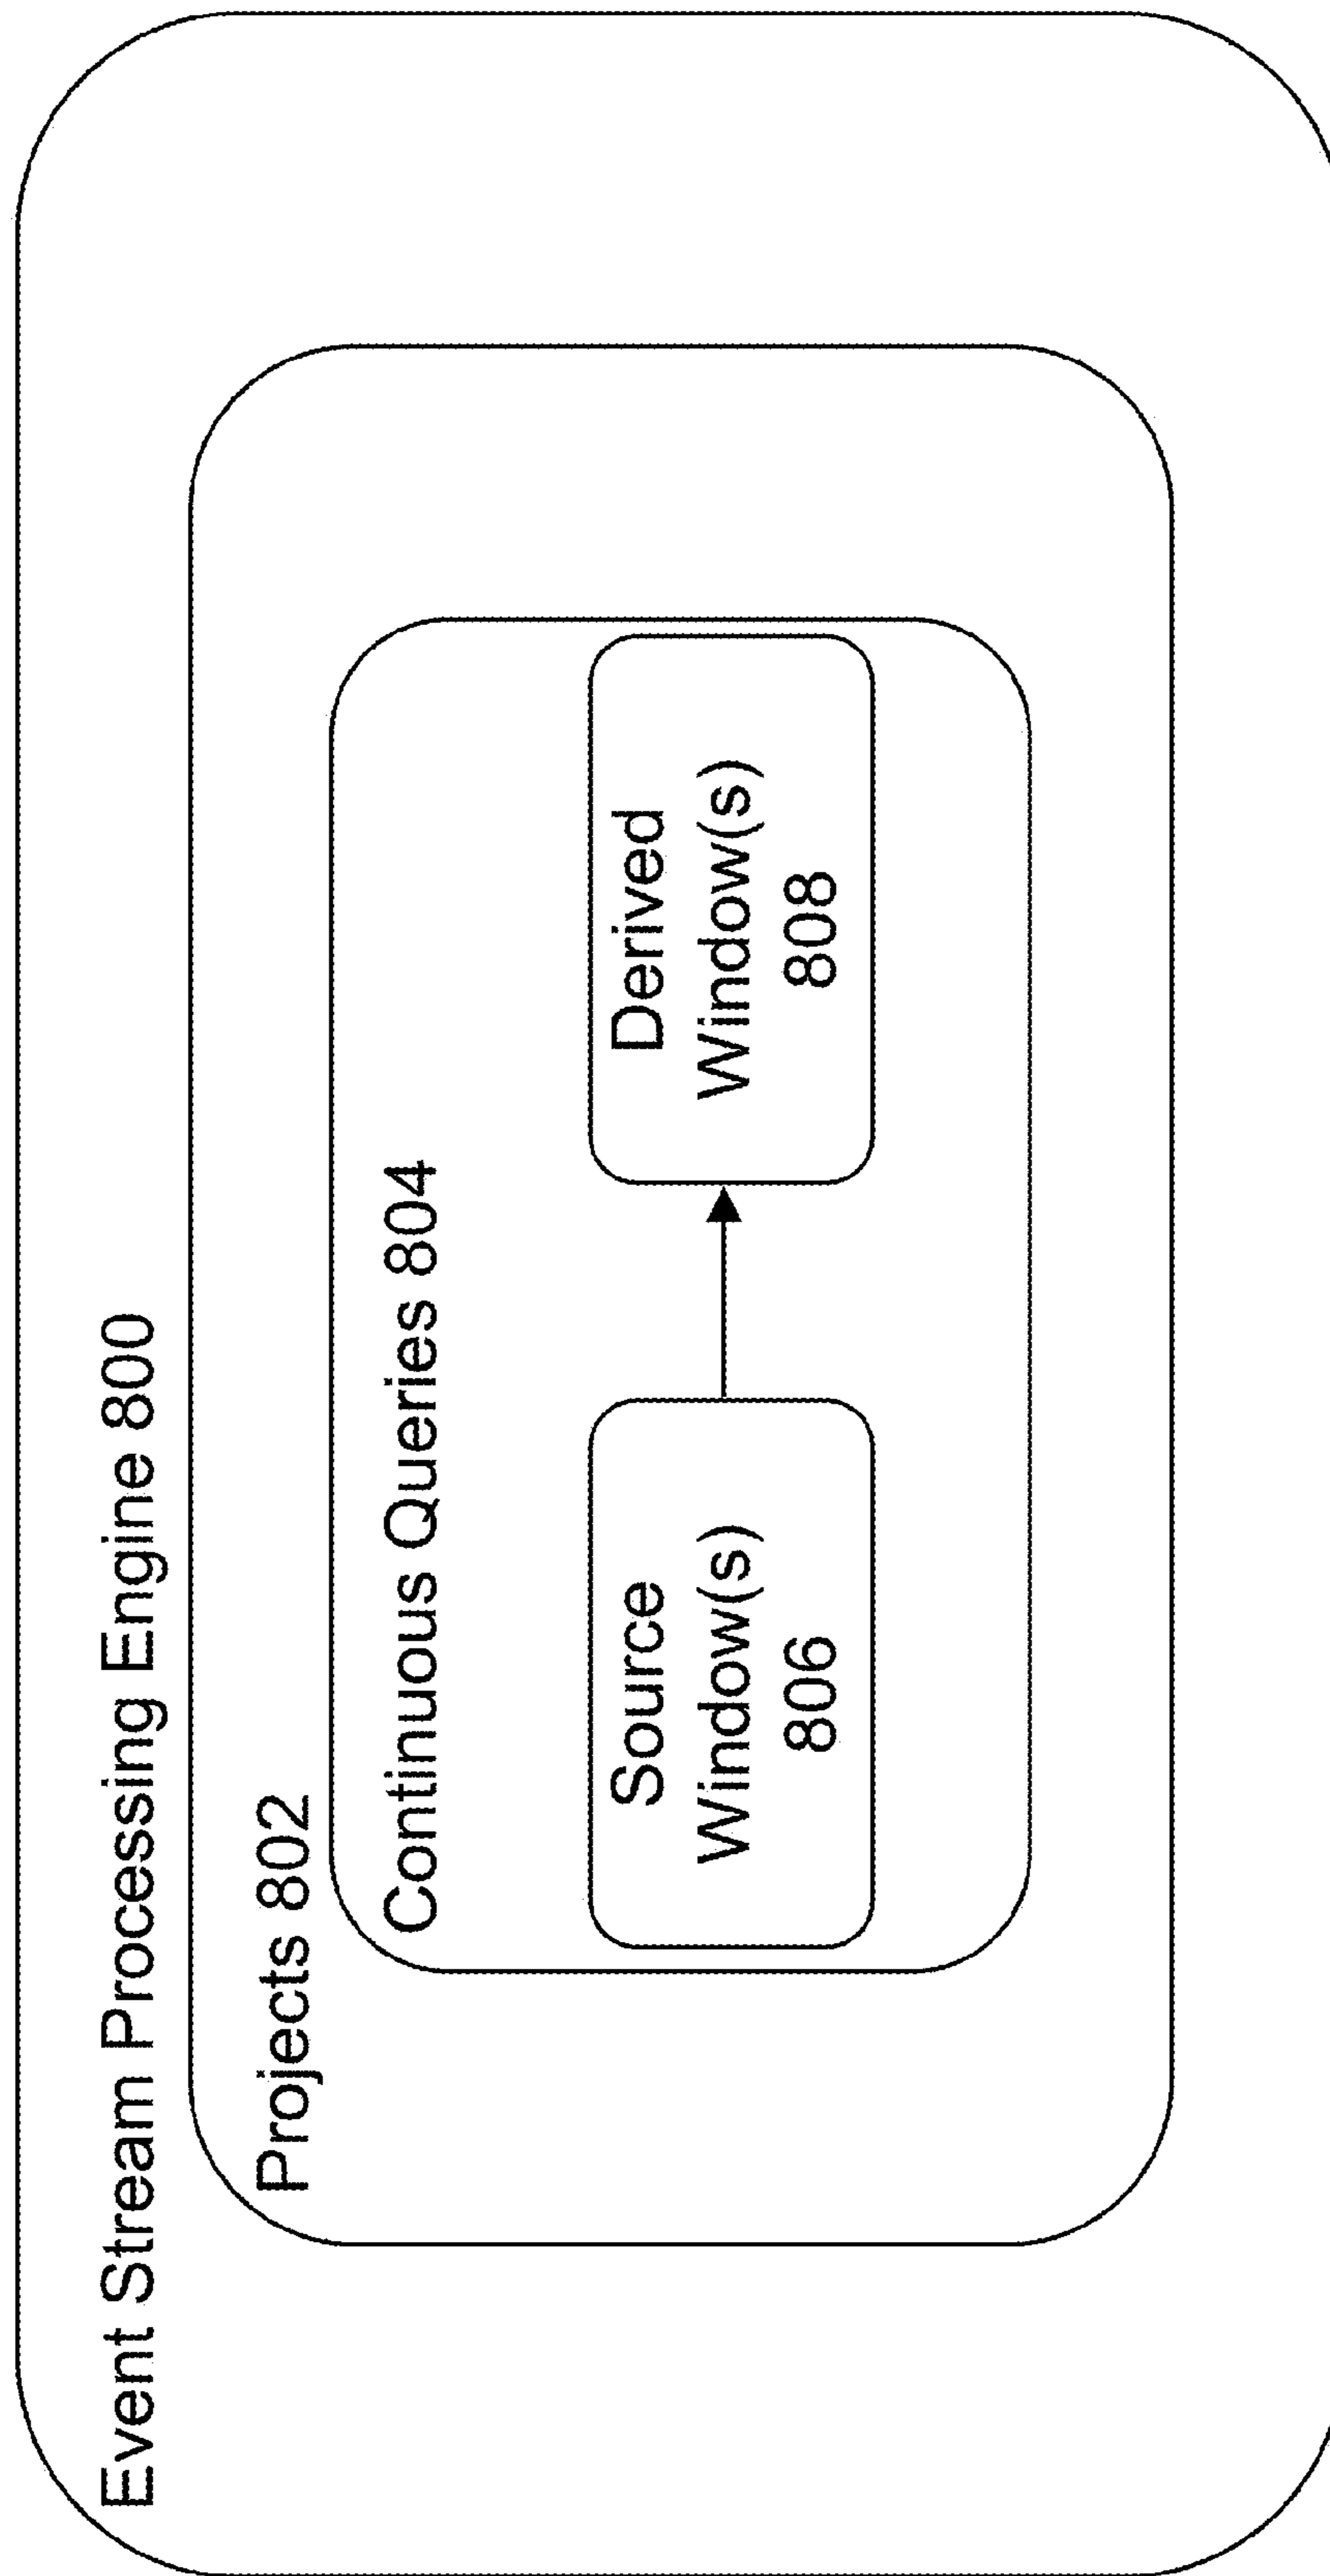 Event Stream Processing Engine 800
Projects 802
Continuous Queries 804
Source
Window(s)
806
Derived
Window(s)
808